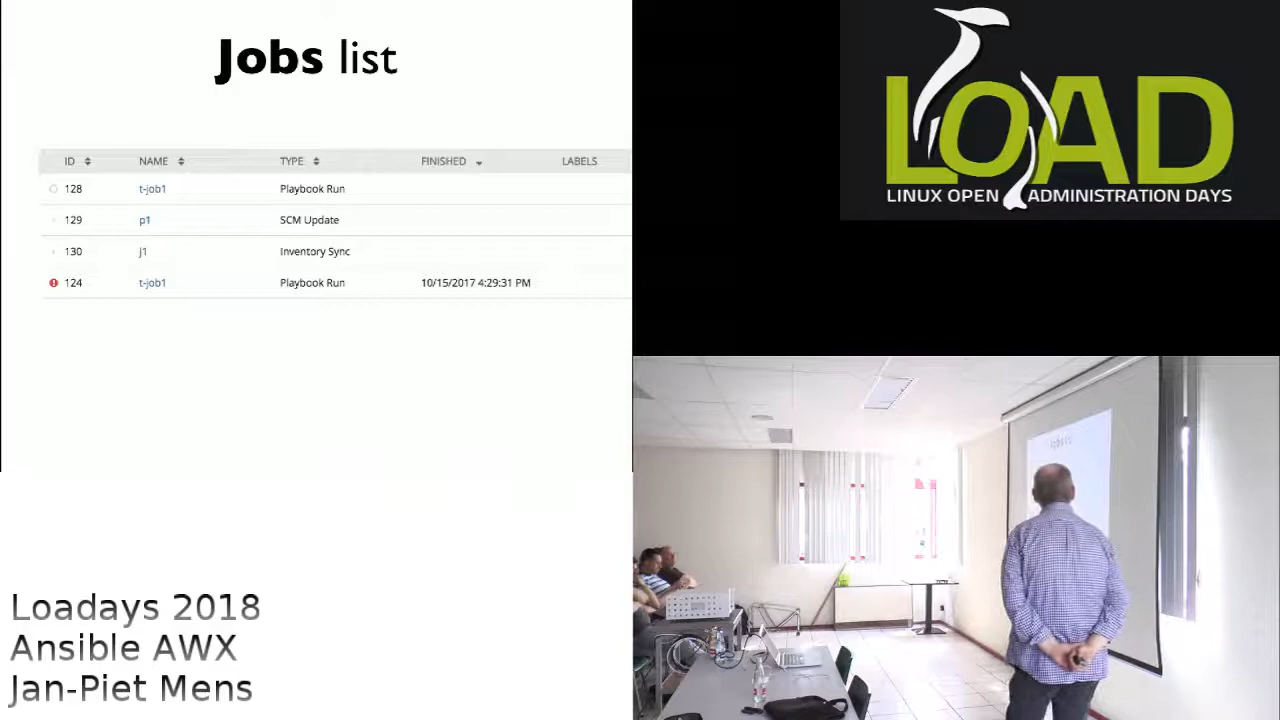 Jobs list
ID NAME TYPE FINISHED LABELS
128 t-job1 Playbook Run
129 p1 SCM Update
130 j1 Inventory Sync
124 t-job1 Playbook Run 10/15/2017 4:29:31 PM
LOAD
LINUX OPEN ADMINISTRATION DAYS
Jobs list
Loadays 2018
Ansible AWX
Jan-Piet Mens